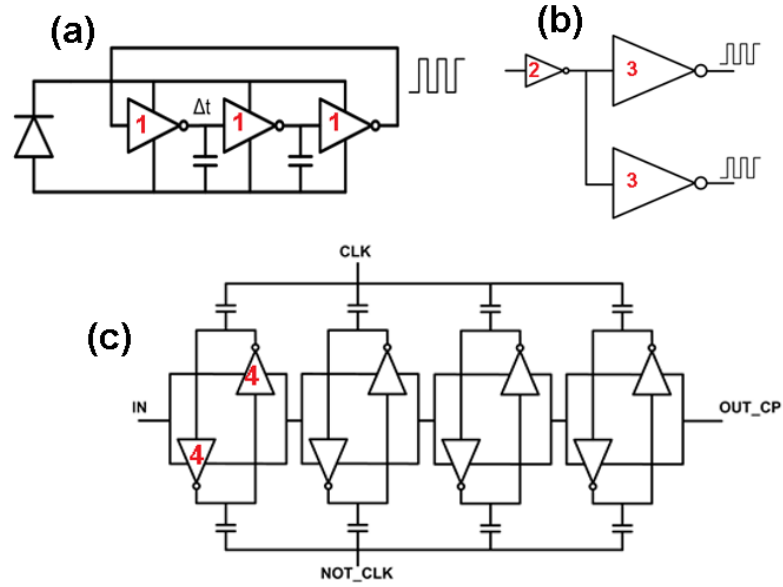 (a)
Δt
1 1 1
(b)
2
3
3
(c)
CLK
4
IN
OUT_CP
4
NOT_CLK